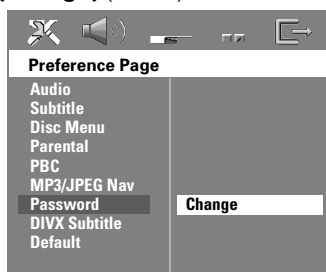 Preference Page
Audio
Subtitle
Disc Menu
Parental
PBC
MP3/JPEG Nav
Password
Change
DIVX Subtitle
Default